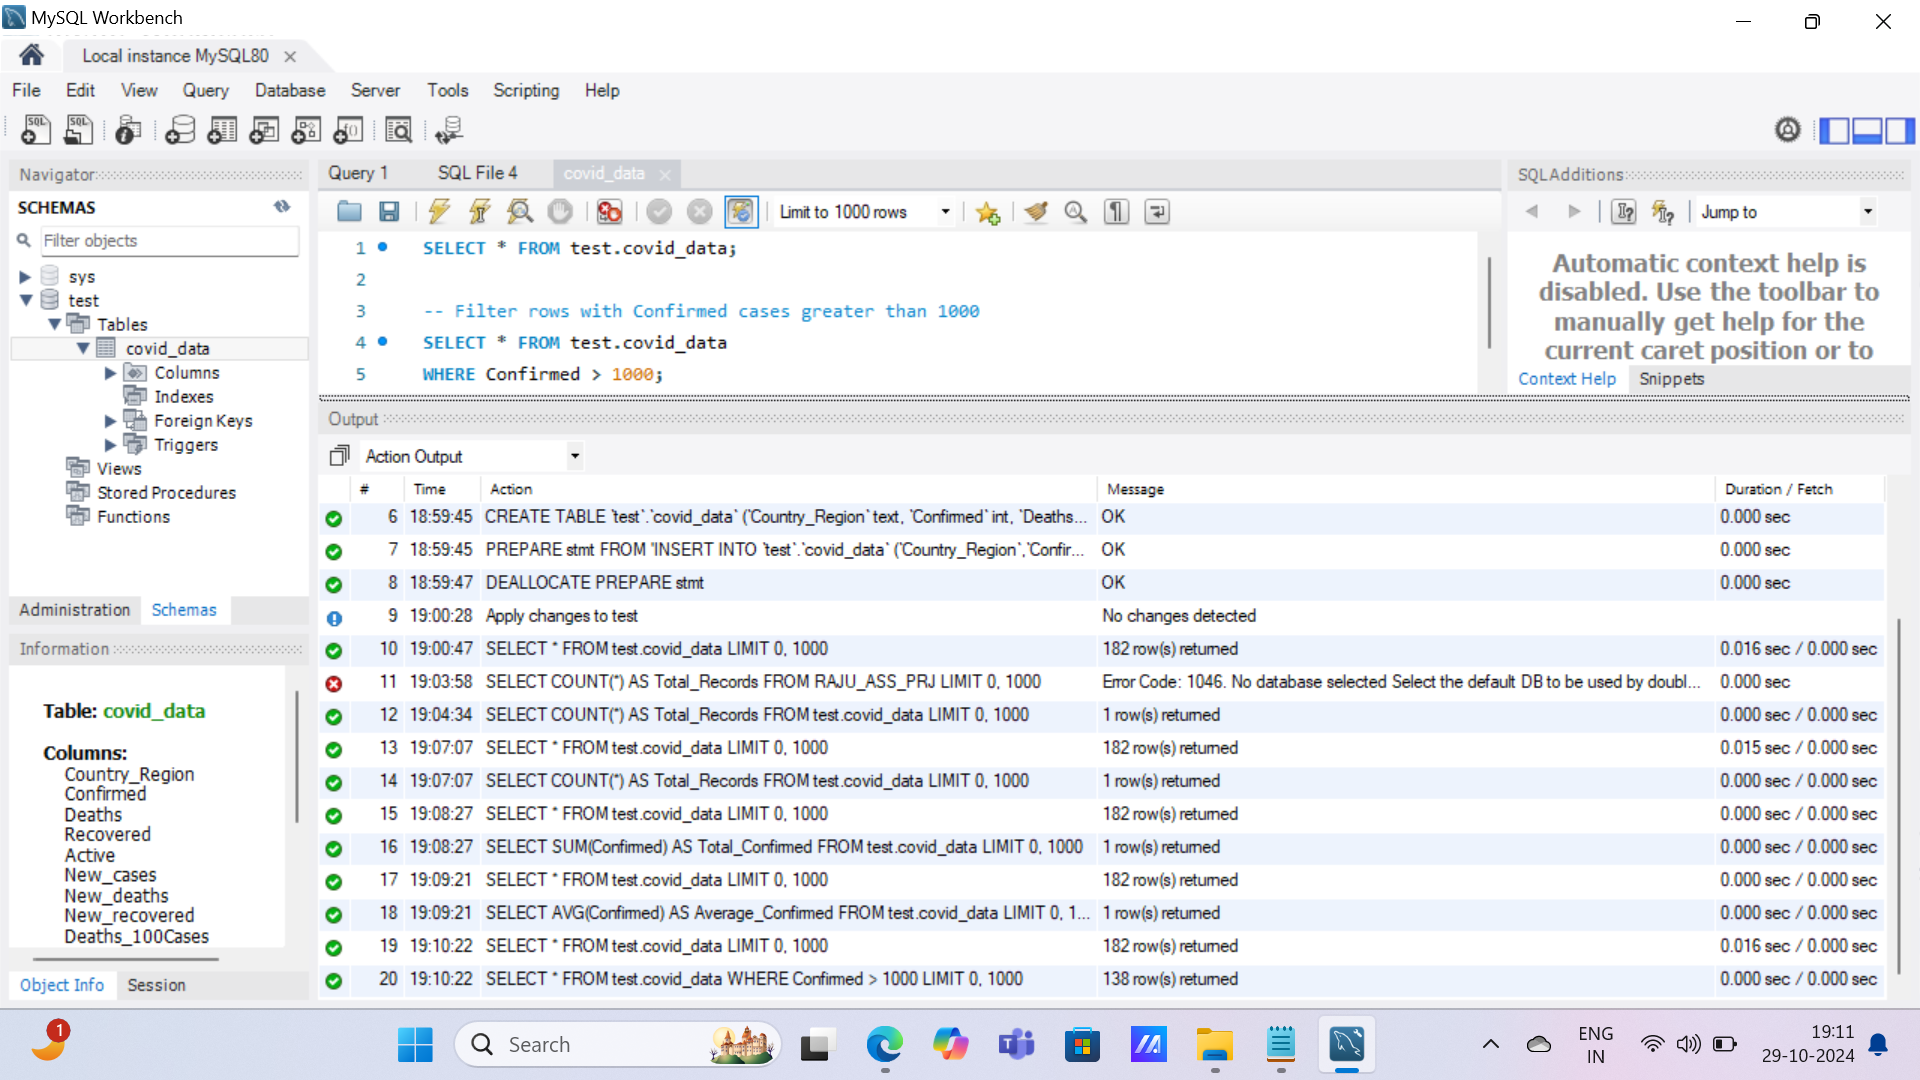 MySQL Workbench
Local instance MySQL80
File Edit View Query Database Server Tools Scripting Help
Navigator
SCHEMAS
Filter objects
sys
test
Tables
covid_data
Columns
Indexes
Foreign Keys
Triggers
Views
Stored Procedures
Functions
Administration Schemas
Information
Table: covid_data
Columns:
Country_Region
Confirmed
Deaths
Recovered
Active
New_cases
New_deaths
New_recovered
Deaths_100Cases
Object Info Session
Query 1 SQL File 4 covid_data
Limit to 1000 rows
1 SELECT * FROM test.covid_data;
2
3 -- Filter rows with Confirmed cases greater than 1000
4 SELECT * FROM test.covid_data
5 WHERE Confirmed > 1000;
SQLAdditions
Jump to
Automatic context help is
disabled. Use the toolbar to
manually get help for the
current caret position or to
Context Help Snippets
Output
Action Output
# Time Action Message Duration / Fetch
6 18:59:45 CREATE TABLE `test`.`covid_data` (`Country_Region` text, `Confirmed` int, `Deaths... OK 0.000 sec
7 18:59:45 PREPARE stmt FROM 'INSERT INTO `test`.`covid_data` (`Country_Region`,`Confir... OK 0.000 sec
8 18:59:47 DEALLOCATE PREPARE stmt OK 0.000 sec
9 19:00:28 Apply changes to test No changes detected
10 19:00:47 SELECT * FROM test.covid_data LIMIT 0, 1000 182 row(s) returned 0.016 sec / 0.000 sec
11 19:03:58 SELECT COUNT(*) AS Total_Records FROM RAJU_ASS_PRJ LIMIT 0, 1000 Error Code: 1046. No database selected Select the default DB to be used by doubl... 0.000 sec
12 19:04:34 SELECT COUNT(*) AS Total_Records FROM test.covid_data LIMIT 0, 1000 1 row(s) returned 0.000 sec / 0.000 sec
13 19:07:07 SELECT * FROM test.covid_data LIMIT 0, 1000 182 row(s) returned 0.015 sec / 0.000 sec
14 19:07:07 SELECT COUNT(*) AS Total_Records FROM test.covid_data LIMIT 0, 1000 1 row(s) returned 0.000 sec / 0.000 sec
15 19:08:27 SELECT * FROM test.covid_data LIMIT 0, 1000 182 row(s) returned 0.000 sec / 0.000 sec
16 19:08:27 SELECT SUM(Confirmed) AS Total_Confirmed FROM test.covid_data LIMIT 0, 1000 1 row(s) returned 0.000 sec / 0.000 sec
17 19:09:21 SELECT * FROM test.covid_data LIMIT 0, 1000 182 row(s) returned 0.000 sec / 0.000 sec
18 19:09:21 SELECT AVG(Confirmed) AS Average_Confirmed FROM test.covid_data LIMIT 0, 1... 1 row(s) returned 0.000 sec / 0.000 sec
19 19:10:22 SELECT * FROM test.covid_data LIMIT 0, 1000 182 row(s) returned 0.016 sec / 0.000 sec
20 19:10:22 SELECT * FROM test.covid_data WHERE Confirmed > 1000 LIMIT 0, 1000 138 row(s) returned 0.000 sec / 0.000 sec
1
Search
ENG
IN
19:11
29-10-2024